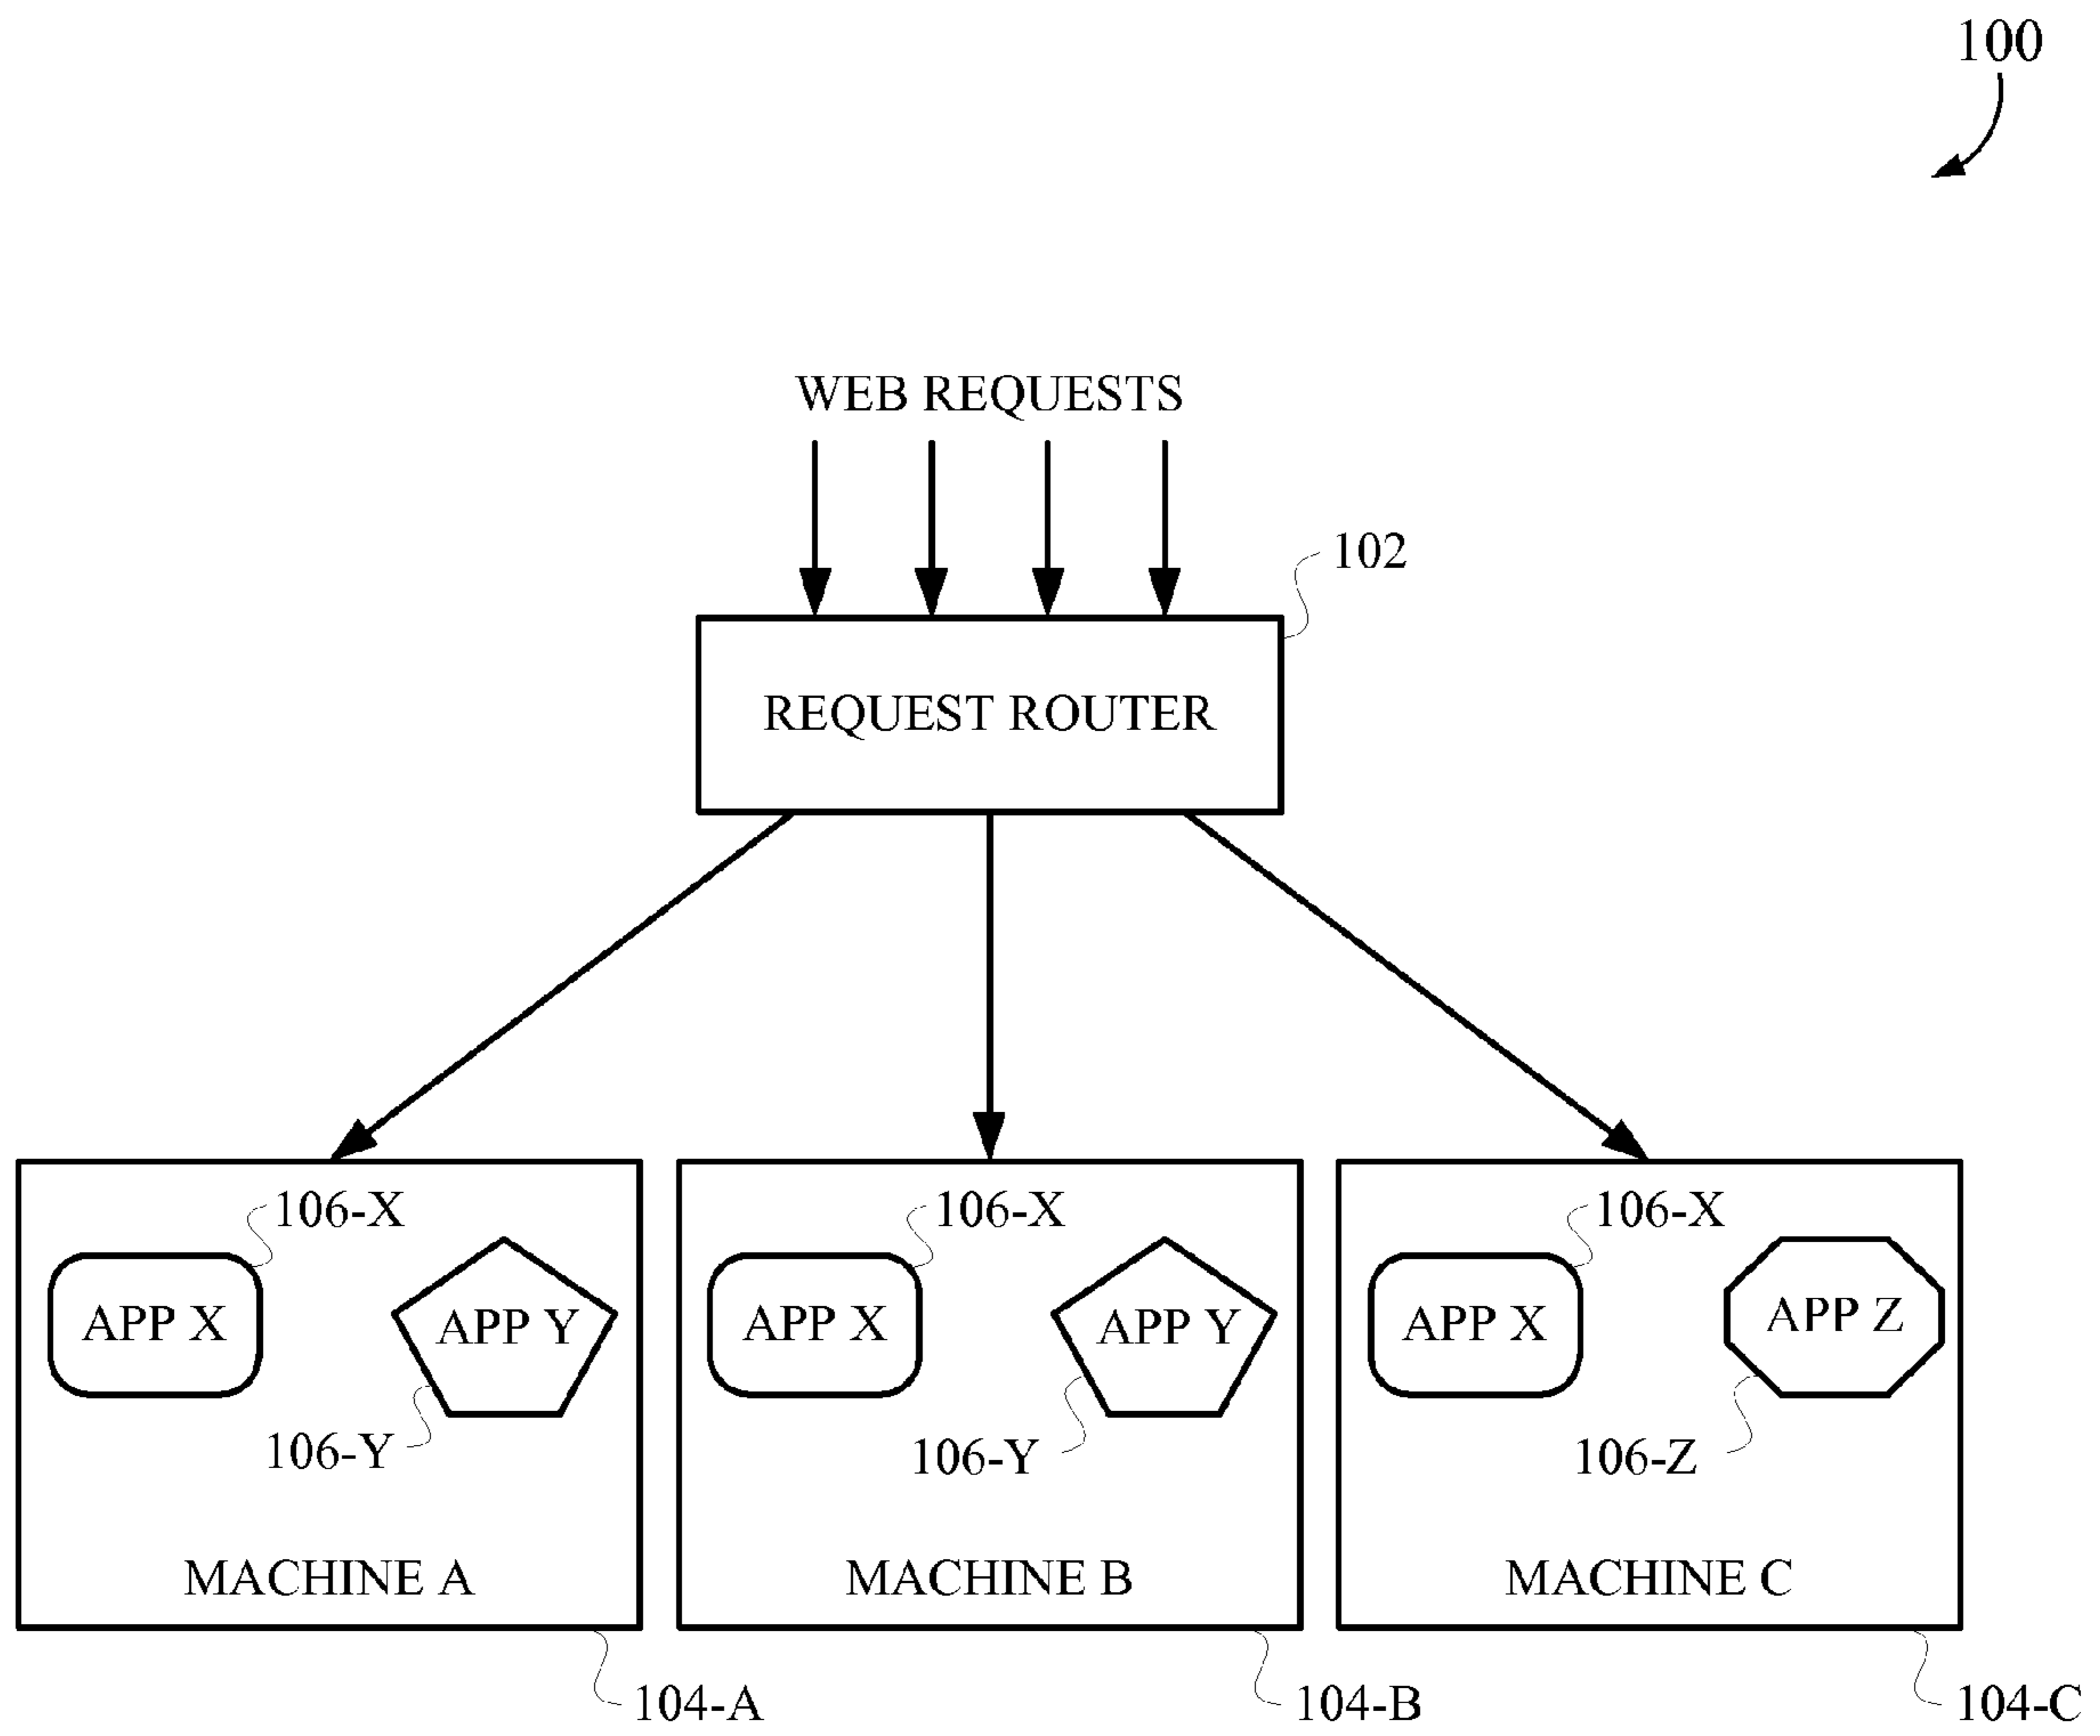 100
WEB REQUESTS
102
REQUEST ROUTER
106-X
APP X
APP Y
106-Y
MACHINE A
104-A
106-X
APP X
APP Y
106-Y
MACHINE B
104-B
106-X
APP X
APP Z
106-Z
MACHINE C
104-C